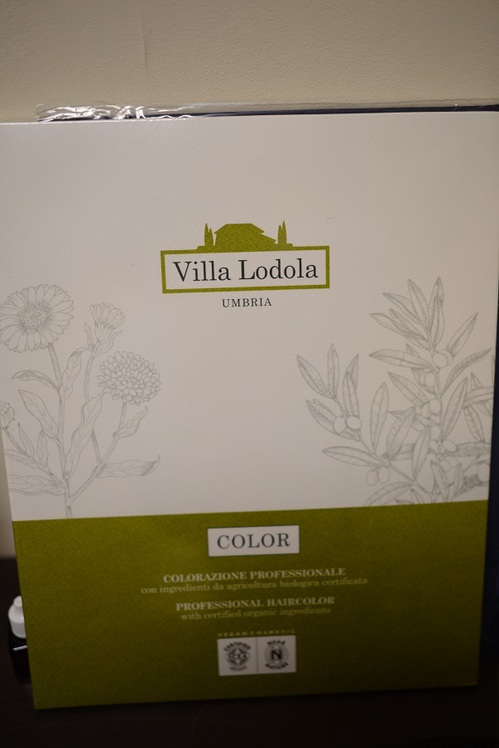 Villa Lodola
UMBRIA
COLOR
COLORAZIONE PROFESSIONALE
con ingredienti da agricoltura biologica certificata
PROFESSIONAL HAIRCOLOR
with certified organic ingredients
VEGAN COSMETIC
N